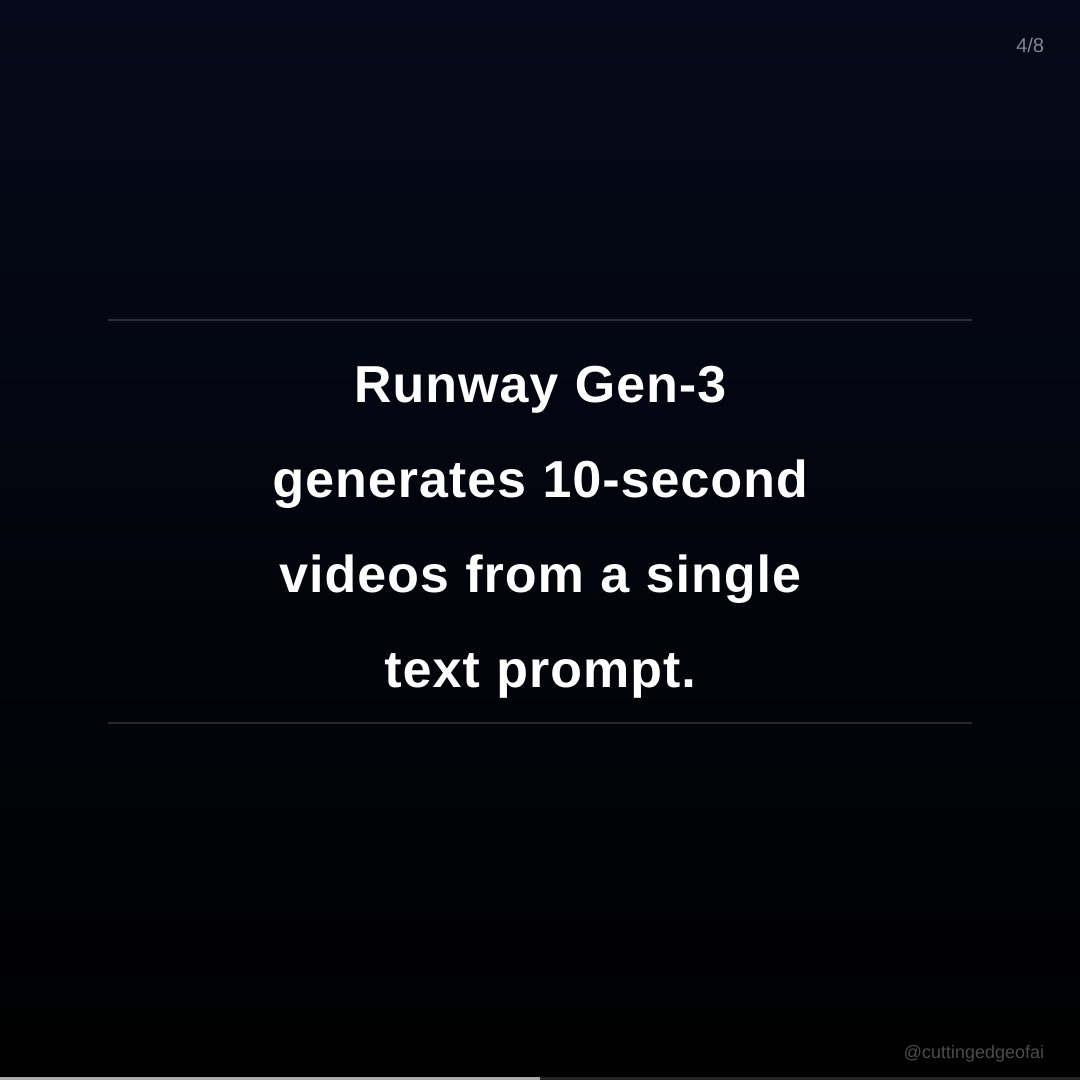 4/8
Runway Gen-3
generates 10-second
videos from a single
text prompt.
@cuttingedgeofai